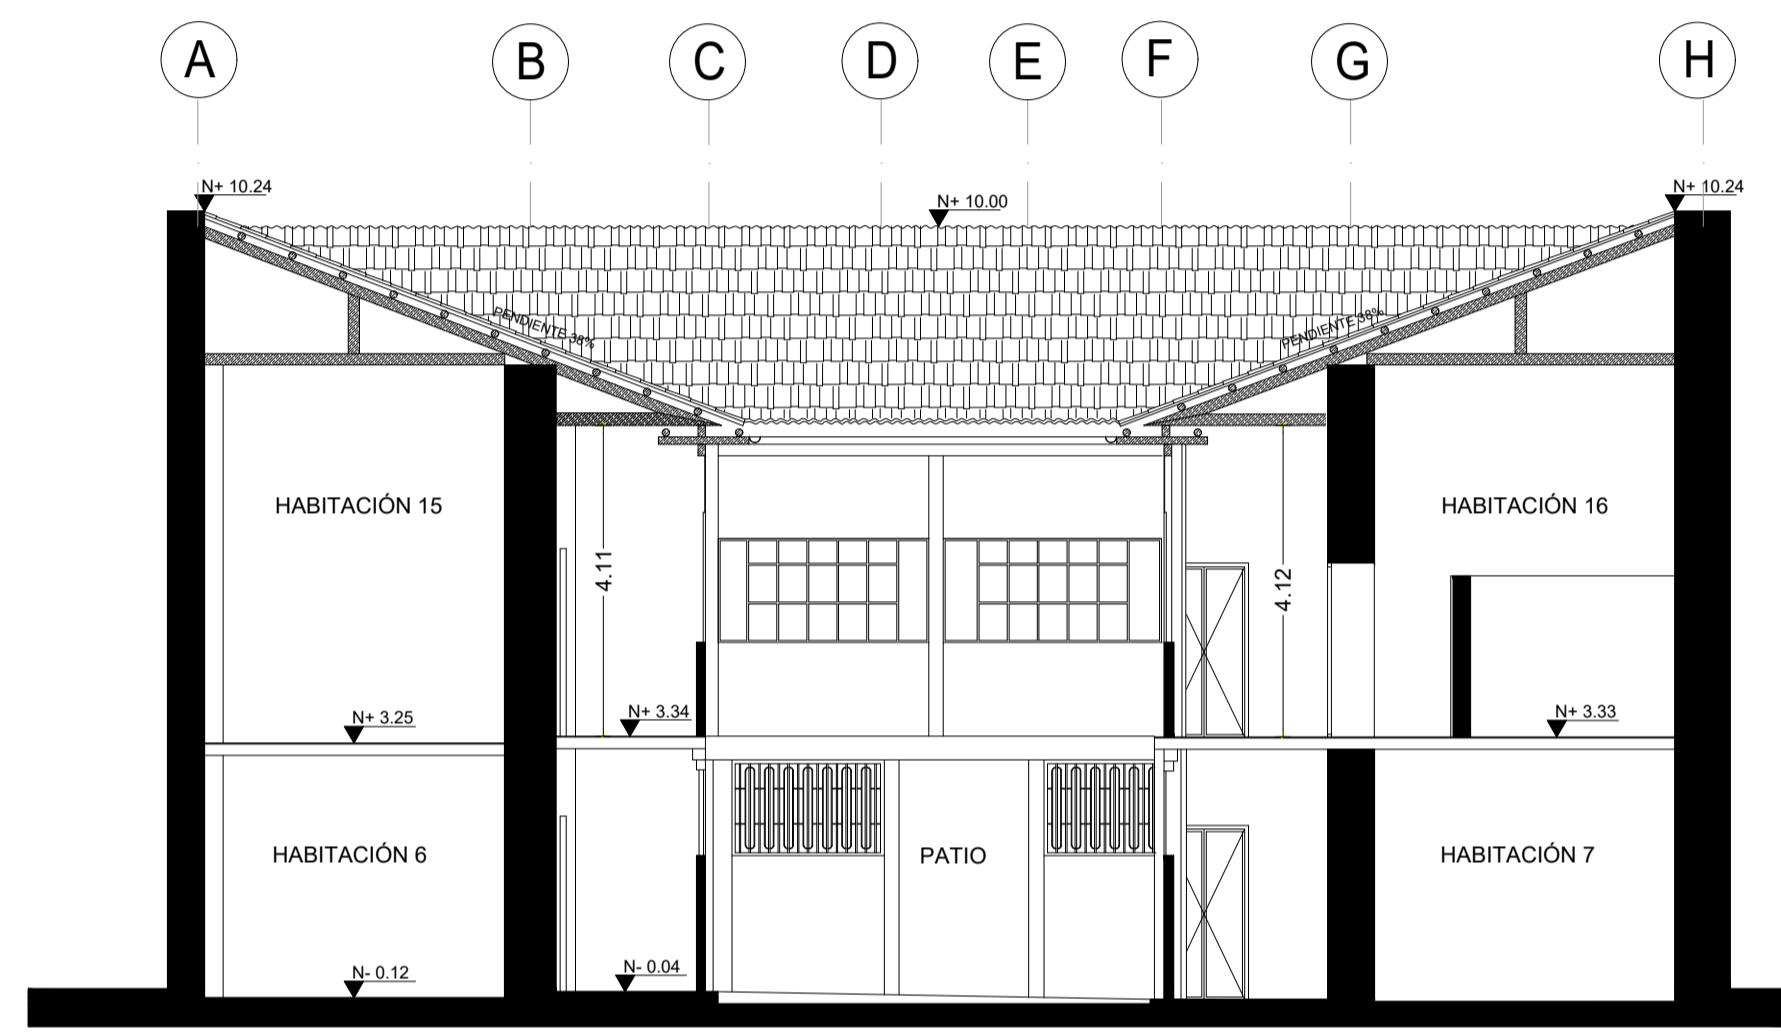 A B C D E F G H
N+ 10.24
N+ 10.00
N+ 10.24
PENDIENTE 38%
PENDIENTE 38%
HABITACIÓN 15
4.11
4.12
HABITACIÓN 16
N+ 3.25
N+ 3.34
N+ 3.33
HABITACIÓN 6
PATIO
HABITACIÓN 7
N- 0.12
N- 0.04